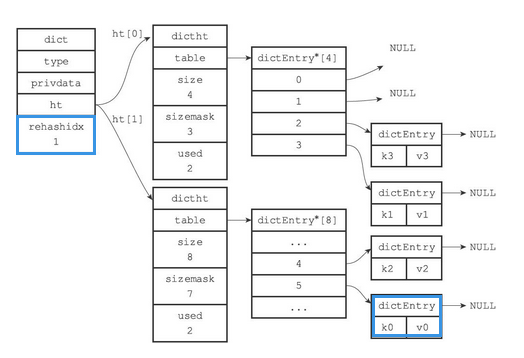 dict
type
privdata
ht
rehashidx
1
ht[0]
ht[1]
dictht
table
size
4
sizemask
3
used
2
dictht
table
size
8
sizemask
7
used
2
dictEntry*[4]
0
1
2
3
dictEntry*[8]
...
4
5
...
NULL
NULL
dictEntry
k3 v3
NULL
dictEntry
k1 v1
NULL
dictEntry
k2 v2
NULL
dictEntry
k0 v0
NULL